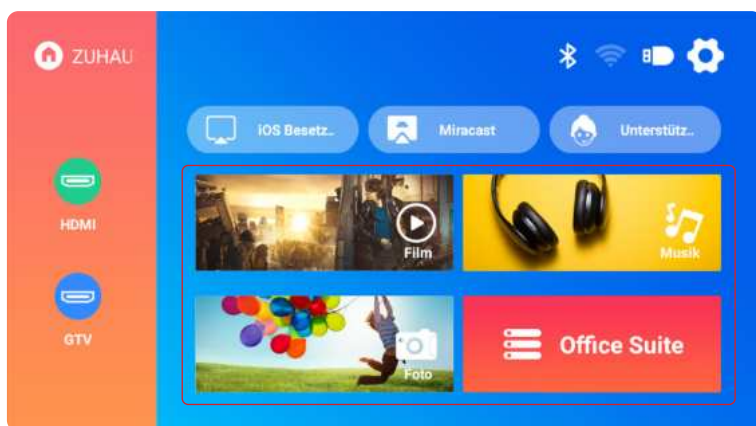 ZUHAU
iOS Besetz..
Miracast
Unterstütz..
HDMI
Film
Musik
GTV
Foto
Office Suite